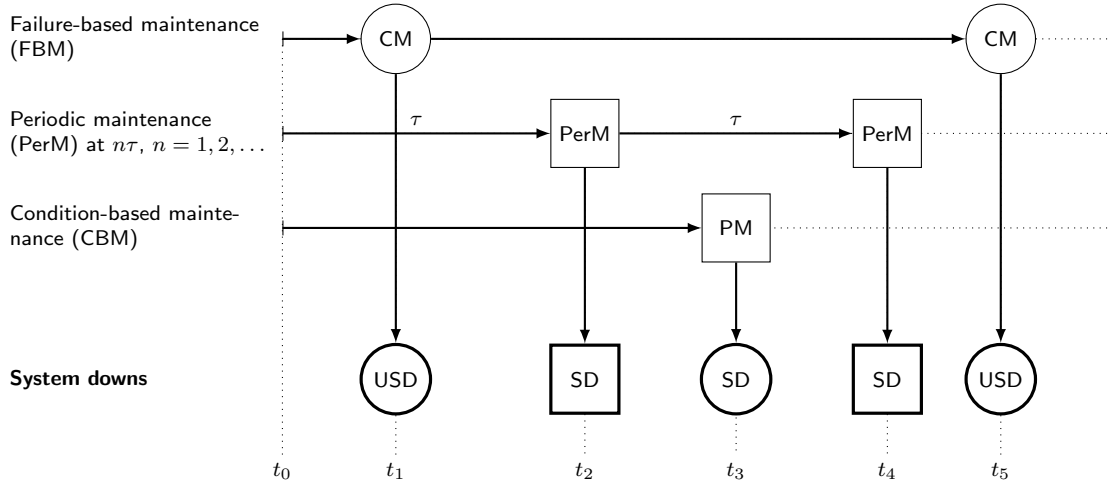 Failure-based maintenance
(FBM)
CM
CM
Periodic maintenance
(PerM) at nτ, n = 1, 2, . . .
τ
PerM
τ
PerM
Condition-based mainte-
nance (CBM)
PM
System downs
USD
SD
SD
SD
USD
t₀
t₁
t₂
t₃
t₄
t₅